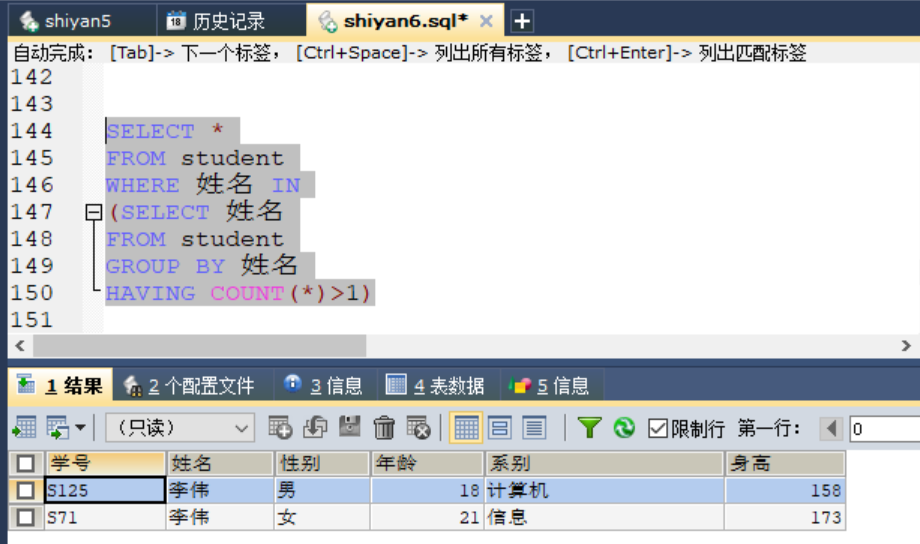 shiyan5 历史记录 shiyan6.sql*
自动完成: [Tab]-> 下一个标签, [Ctrl+Space]-> 列出所有标签, [Ctrl+Enter]-> 列出匹配标签
142
143
144 SELECT *
145 FROM student
146 WHERE 姓名 IN
147 (SELECT 姓名
148 FROM student
149 GROUP BY 姓名
150 HAVING COUNT(*)>1)
151
1 结果 2 个配置文件 3 信息 4 表数据 5 信息
(只读) 限制行 第一行: 0
学号 姓名 性别 年龄 系别 身高
S125 李伟 男 18 计算机 158
S71 李伟 女 21 信息 173